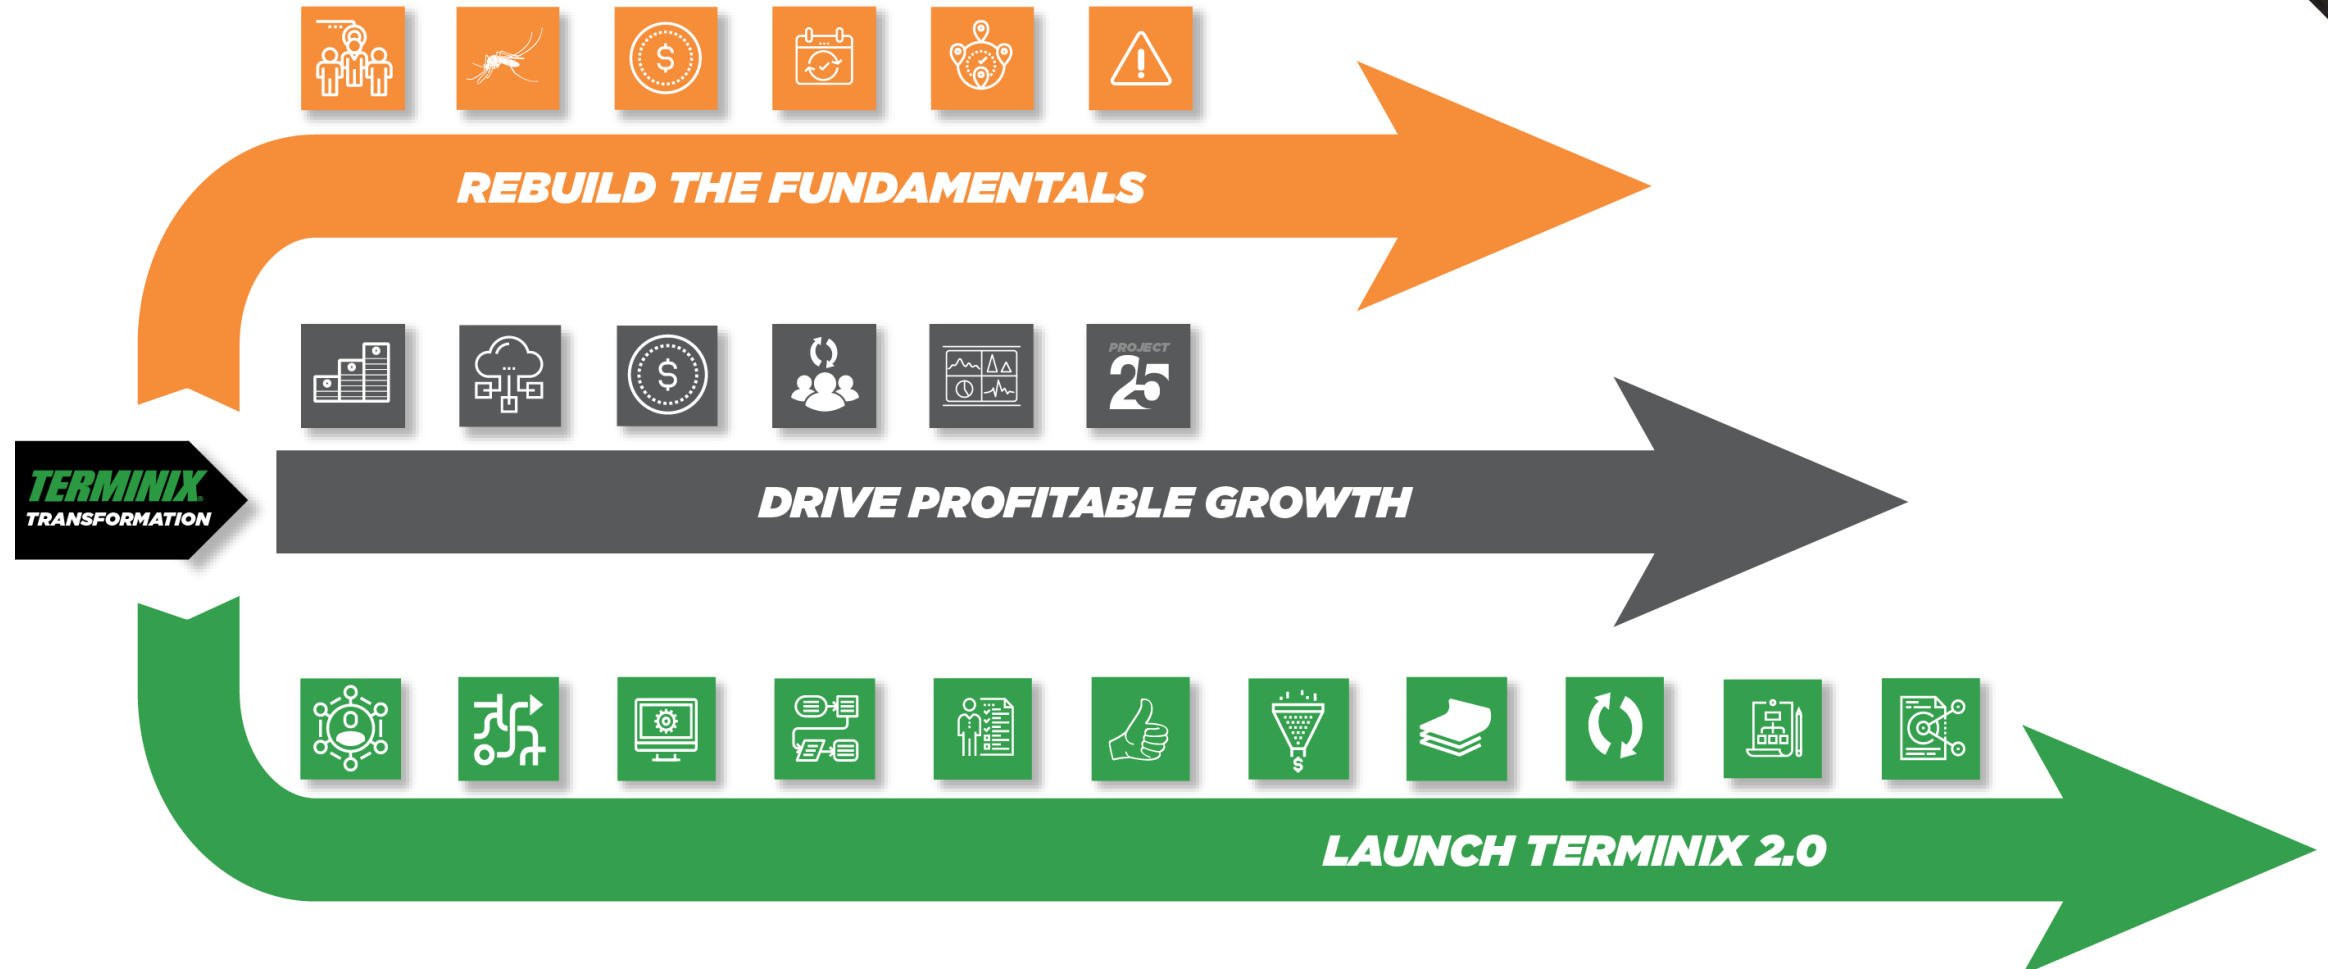 REBUILD THE FUNDAMENTALS
PROJECT
25
TERMINIX®
TRANSFORMATION
DRIVE PROFITABLE GROWTH
LAUNCH TERMINIX 2.0